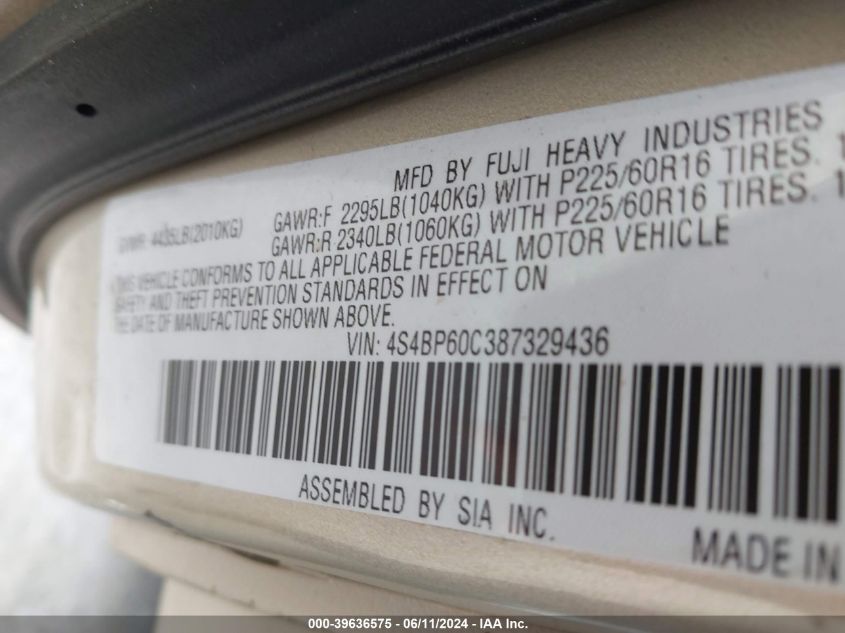 MFD BY FUJI HEAVY INDUSTRIES
GVWR: 4435LB(2010KG)
GAWR:F 2295LB(1040KG) WITH P225/60R16 TIRES.
GAWR:R 2340LB(1060KG) WITH P225/60R16 TIRES.
THIS VEHICLE CONFORMS TO ALL APPLICABLE FEDERAL MOTOR VEHICLE
SAFETY AND THEFT PREVENTION STANDARDS IN EFFECT ON
THE DATE OF MANUFACTURE SHOWN ABOVE.
VIN: 4S4BP60C387329436
ASSEMBLED BY SIA INC.
MADE IN
000-39636575 - 06/11/2024 - IAA Inc.